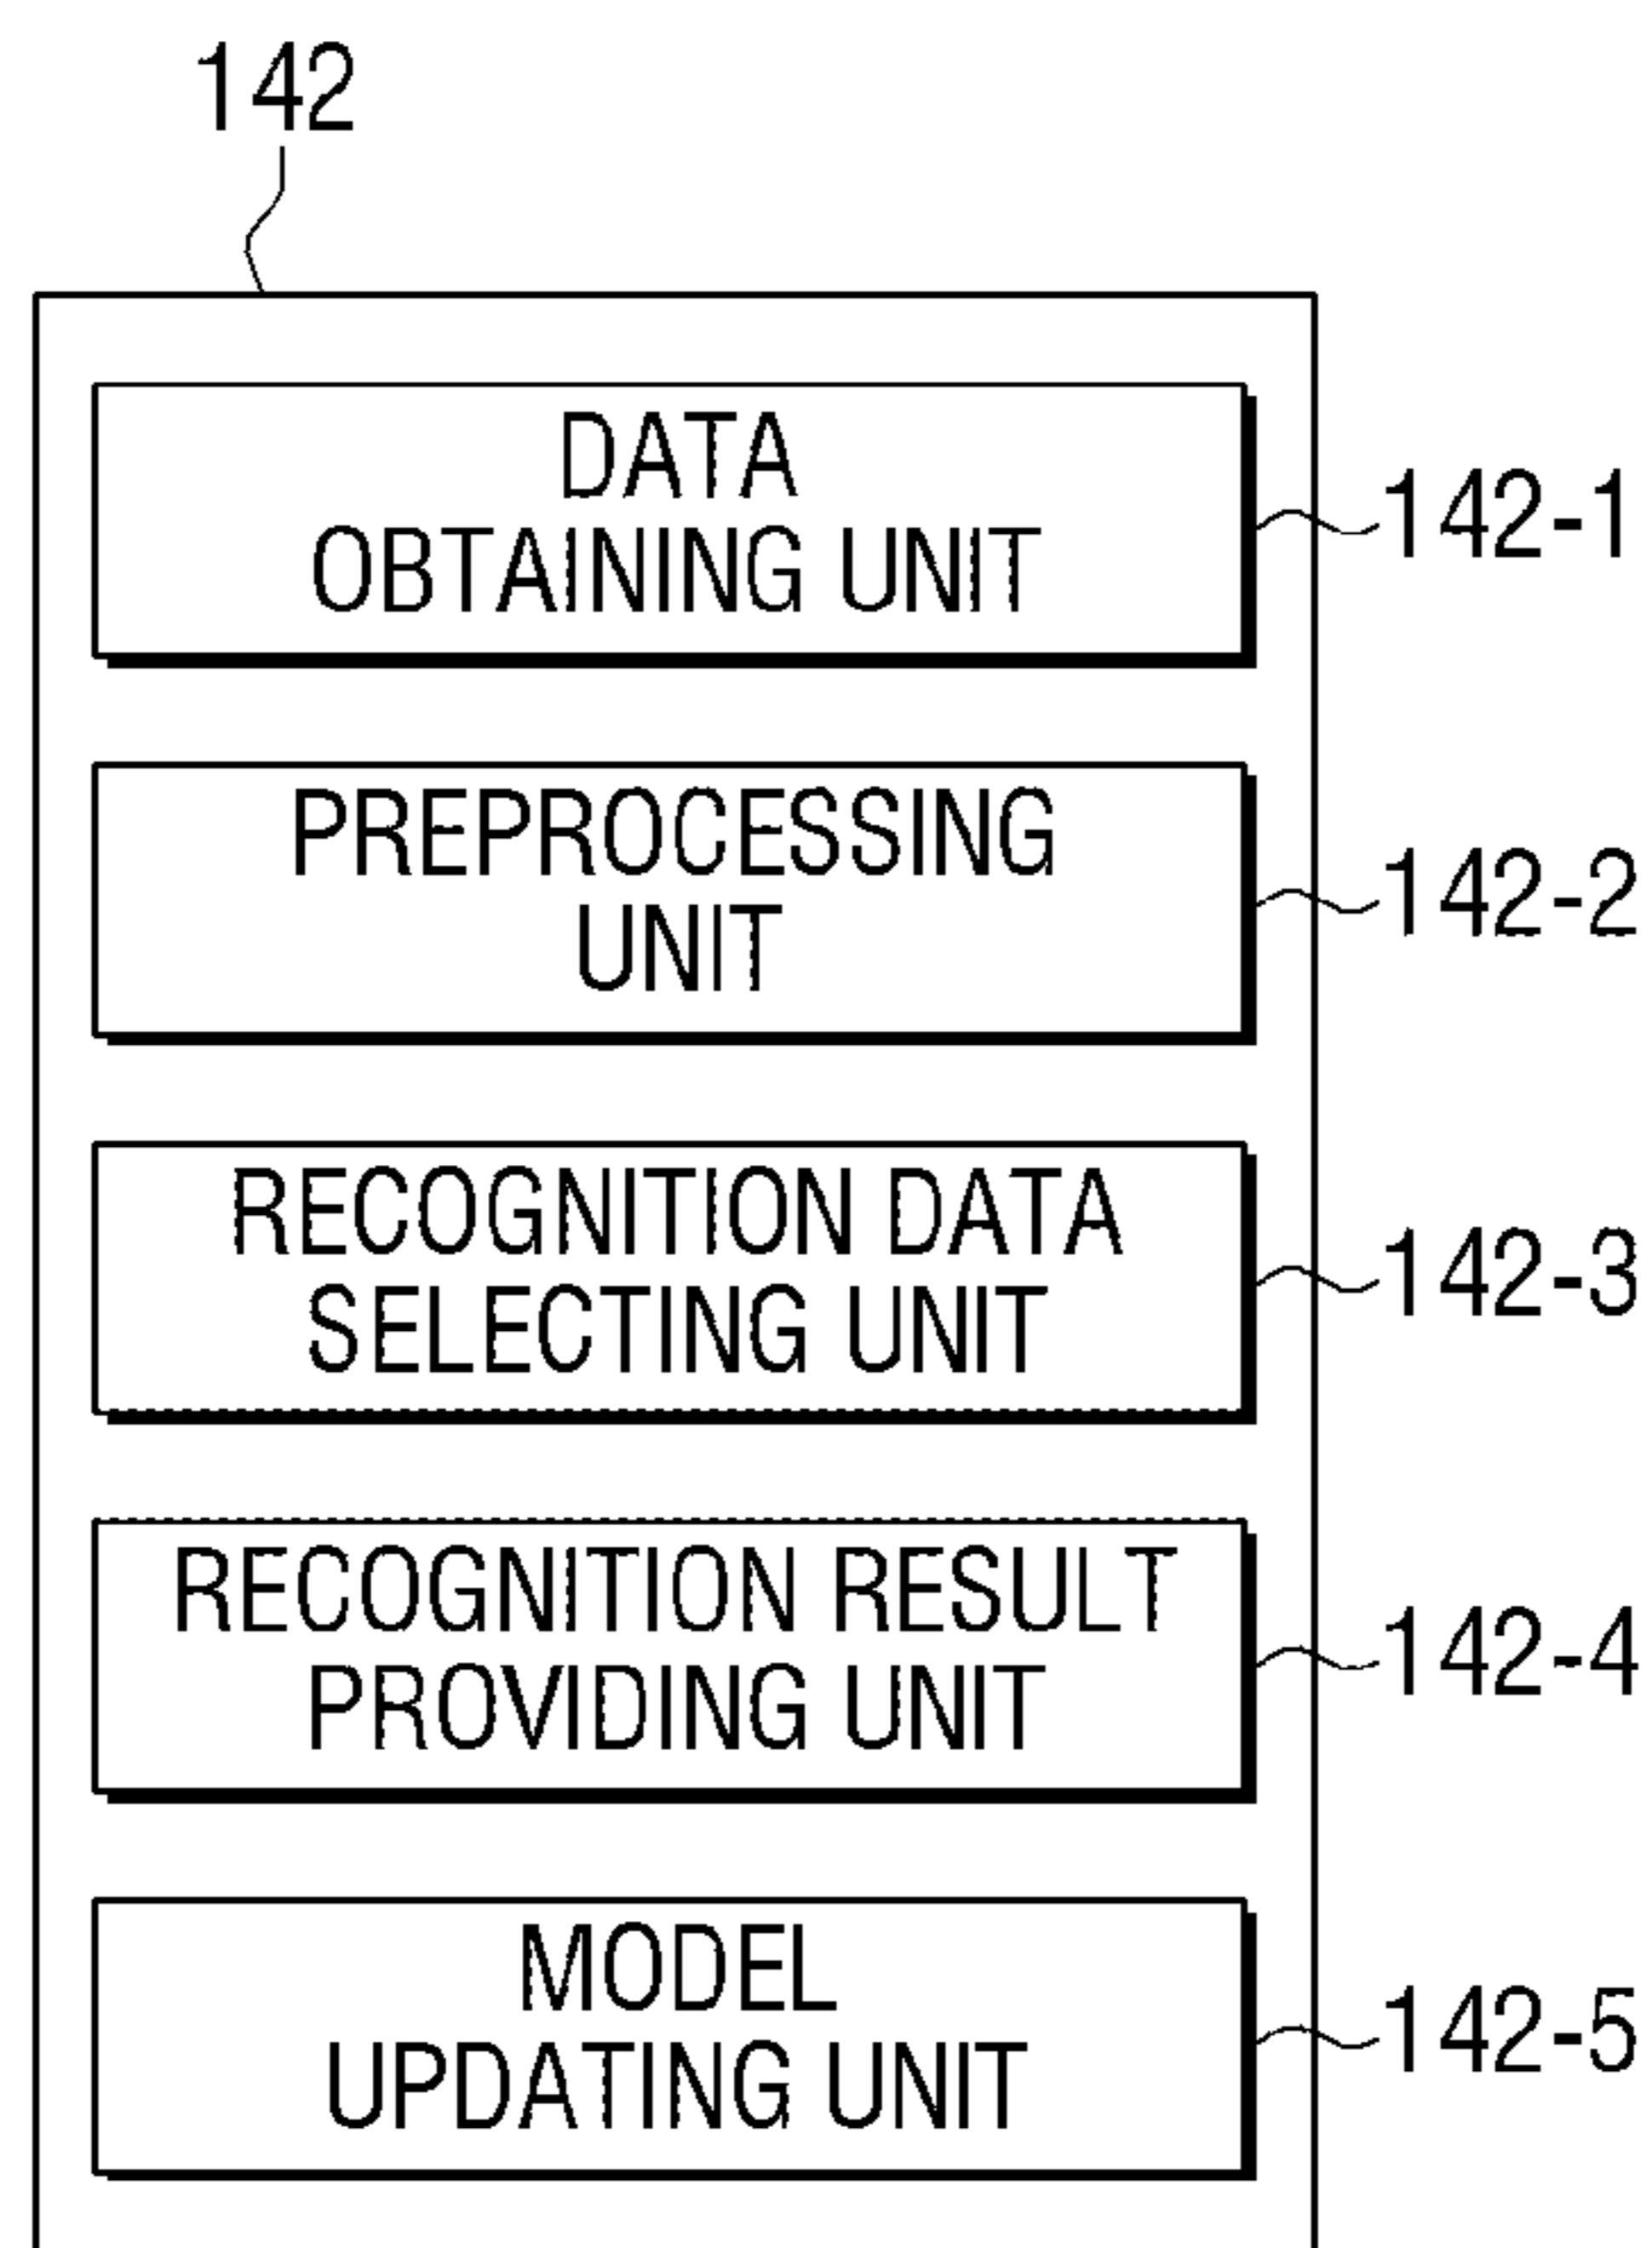 142
DATA
OBTAINING UNIT
142-1
PREPROCESSING
UNIT
142-2
RECOGNITION DATA
SELECTING UNIT
142-3
RECOGNITION RESULT
PROVIDING UNIT
142-4
MODEL
UPDATING UNIT
142-5